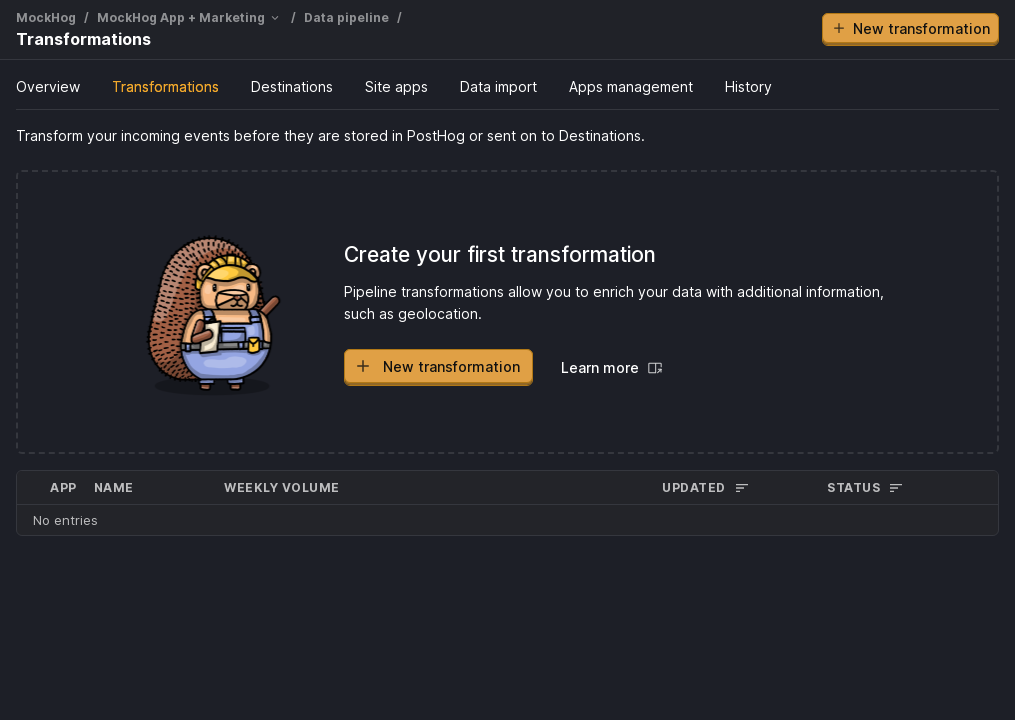 MockHog / MockHog App + Marketing / Data pipeline /
Transformations
New transformation
Overview Transformations Destinations Site apps Data import Apps management History
Transform your incoming events before they are stored in PostHog or sent on to Destinations.
Create your first transformation
Pipeline transformations allow you to enrich your data with additional information,
such as geolocation.
New transformation Learn more
APP NAME WEEKLY VOLUME UPDATED STATUS
No entries